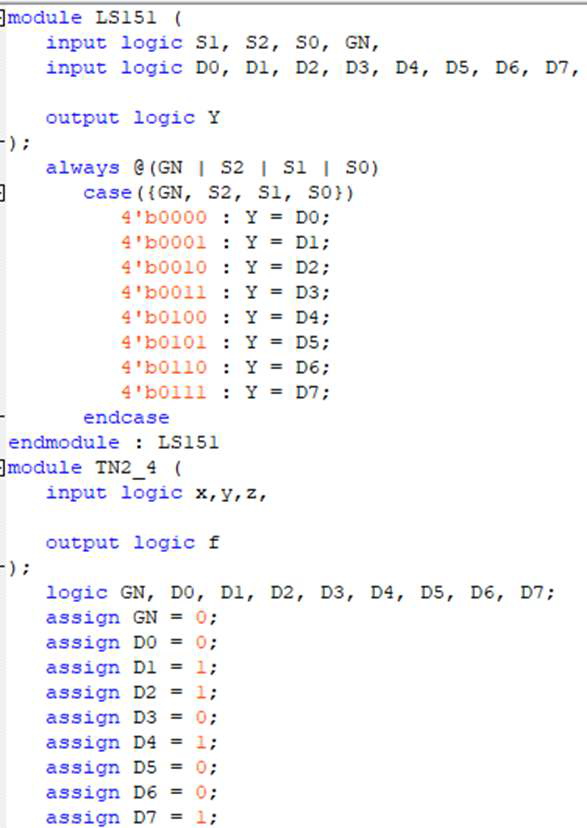 module LS151 (
input logic S1, S2, S0, GN,
input logic D0, D1, D2, D3, D4, D5, D6, D7,
output logic Y
);
always @(GN | S2 | S1 | S0)
case({GN, S2, S1, S0})
4'b0000 : Y = D0;
4'b0001 : Y = D1;
4'b0010 : Y = D2;
4'b0011 : Y = D3;
4'b0100 : Y = D4;
4'b0101 : Y = D5;
4'b0110 : Y = D6;
4'b0111 : Y = D7;
endcase
endmodule : LS151
module TN2_4 (
input logic x,y,z,
output logic f
);
logic GN, D0, D1, D2, D3, D4, D5, D6, D7;
assign GN = 0;
assign D0 = 0;
assign D1 = 1;
assign D2 = 1;
assign D3 = 0;
assign D4 = 1;
assign D5 = 0;
assign D6 = 0;
assign D7 = 1;